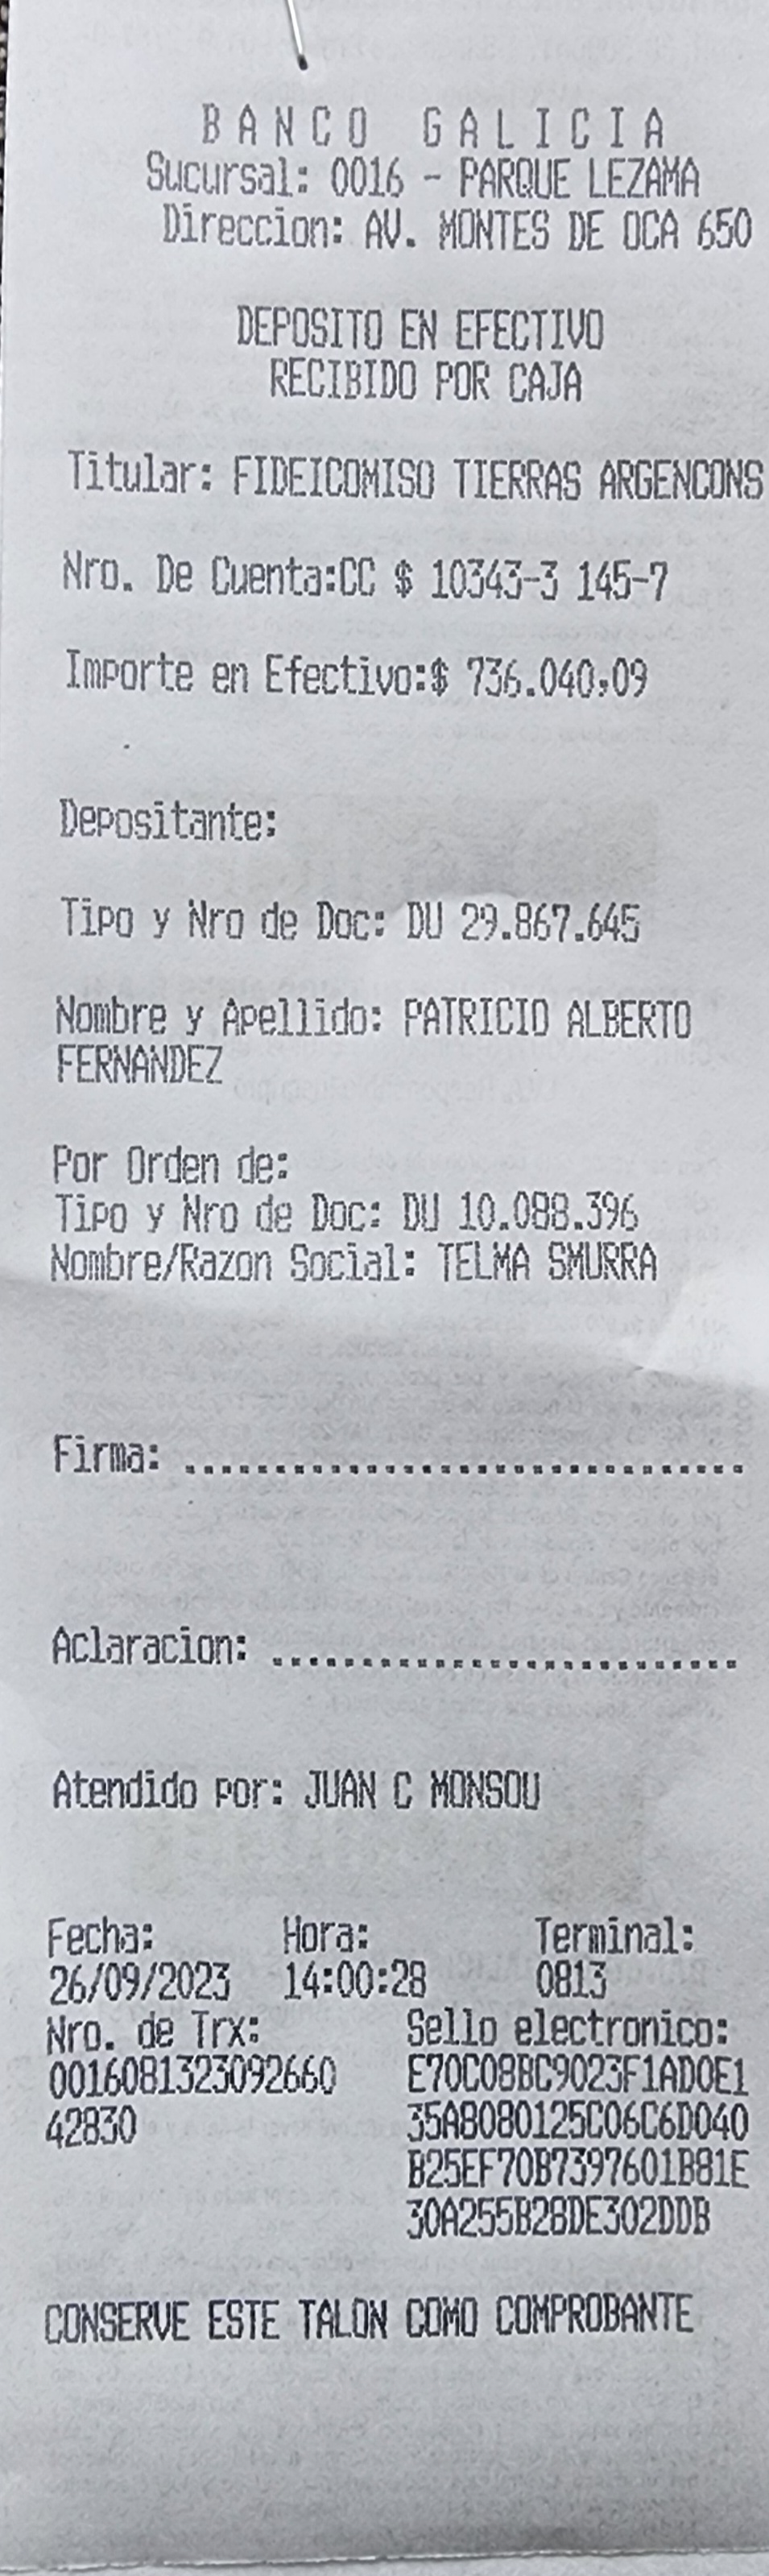 BANCO GALICIA
Sucursal: 0016 - PARQUE LEZAMA
Direccion: AV. MONTES DE OCA 650
DEPOSITO EN EFECTIVO
RECIBIDO POR CAJA
Titular: FIDEICOMISO TIERRAS ARGENCONS
Nro. De Cuenta:CC $ 10343-3 145-7
Importe en Efectivo:$ 736.040,09
Depositante:
Tipo y Nro de Doc: DU 29.867.645
Nombre y Apellido: PATRICIO ALBERTO
FERNANDEZ
Por Orden de:
Tipo y Nro de Doc: DU 10.088.396
Nombre/Razon Social: TELMA SMURRA
Firma: ...............................
Aclaracion: ..........................
Atendido por: JUAN C MONSOU
Fecha: Hora: Terminal:
26/09/2023 14:00:28 0813
Nro. de Trx: Sello electronico:
0016081323092660 E70C08BC9023F1AD0E1
42830 35A8080125C06C6D040
B25EF70B7397601B81E
30A255B28DE302DDB
CONSERVE ESTE TALON COMO COMPROBANTE